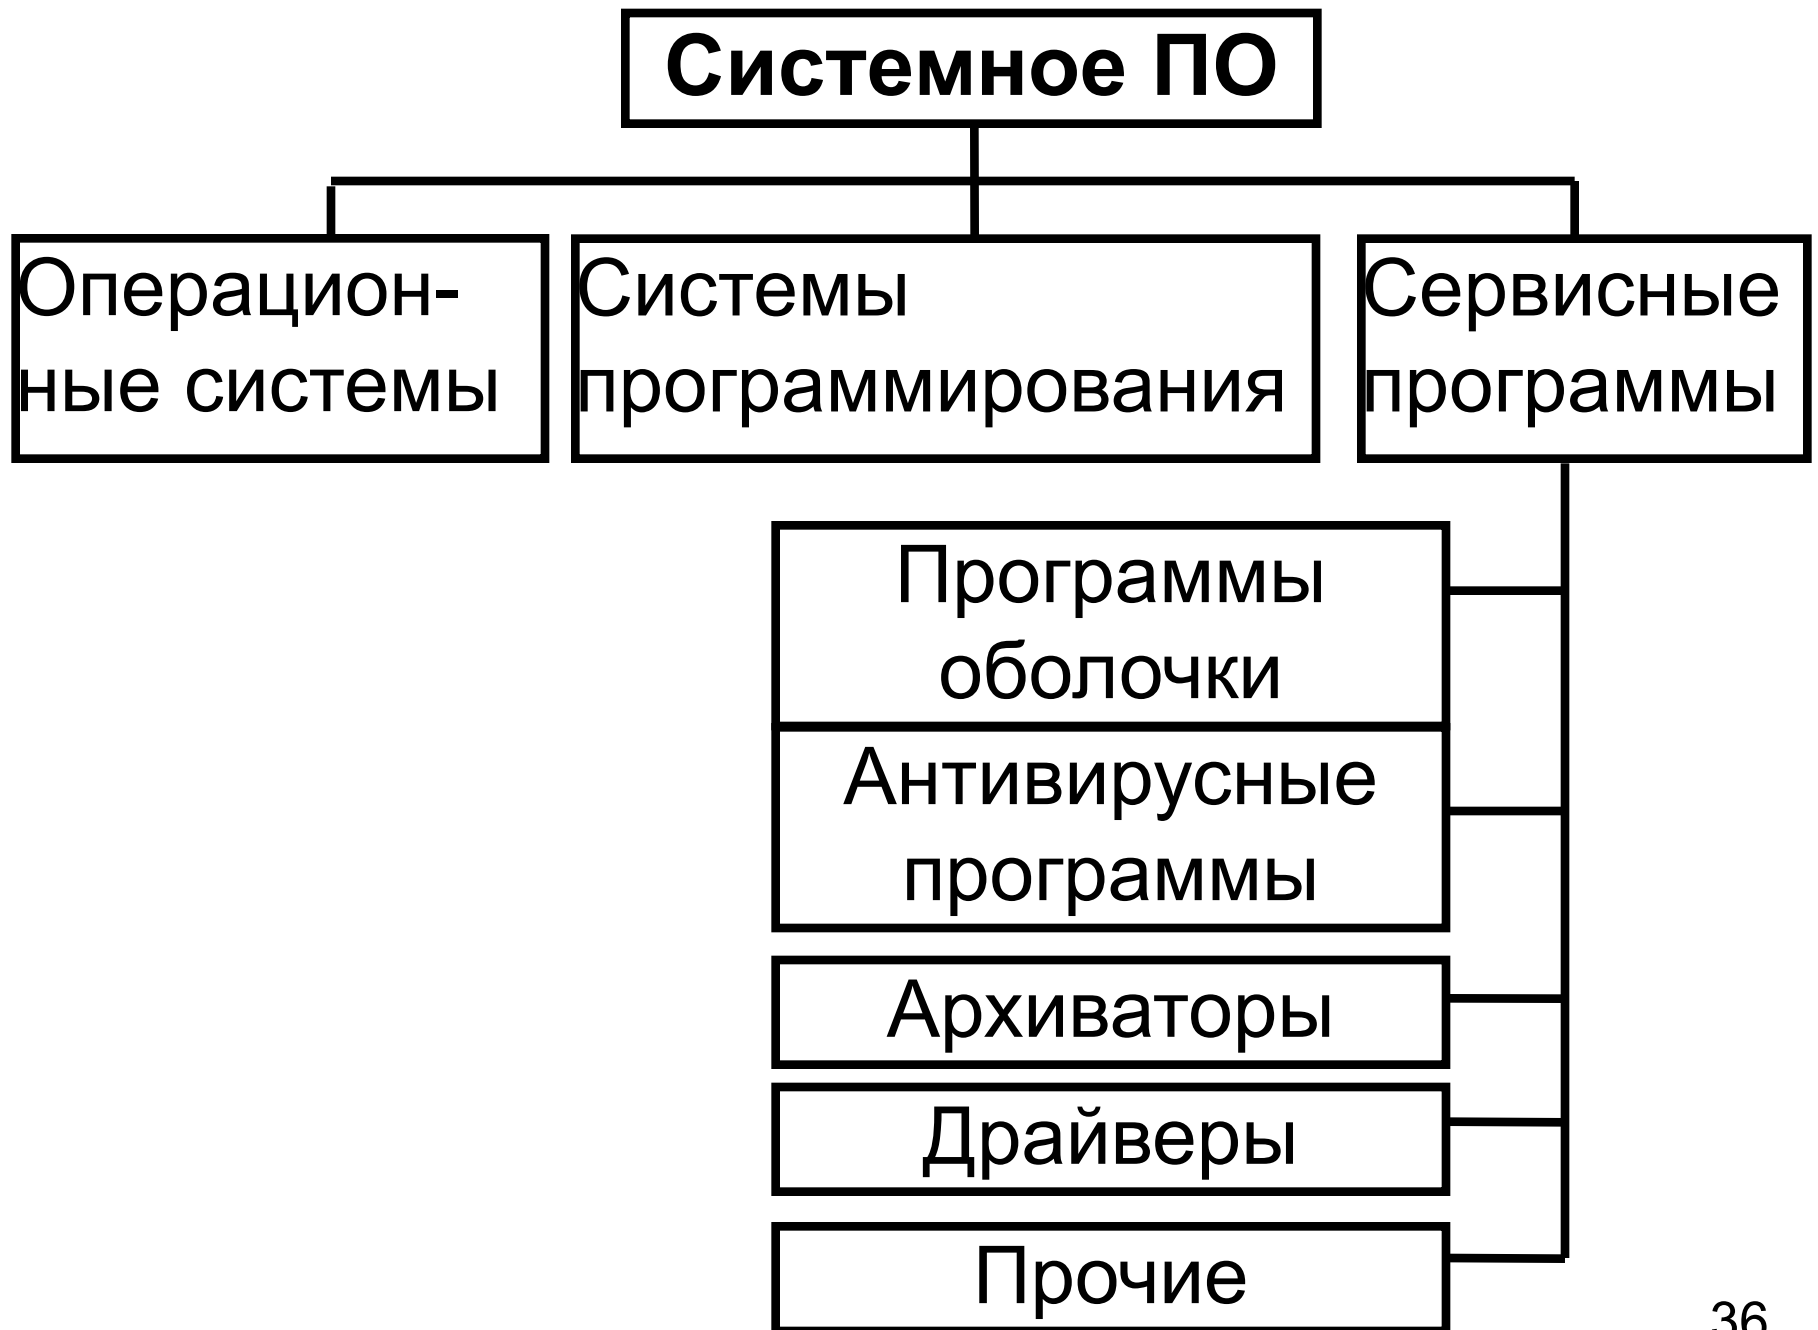 Системное ПО
Операцион-
ные системы
Системы
программирования
Сервисные
программы
Программы
оболочки
Антивирусные
программы
Архиваторы
Драйверы
Прочие
36